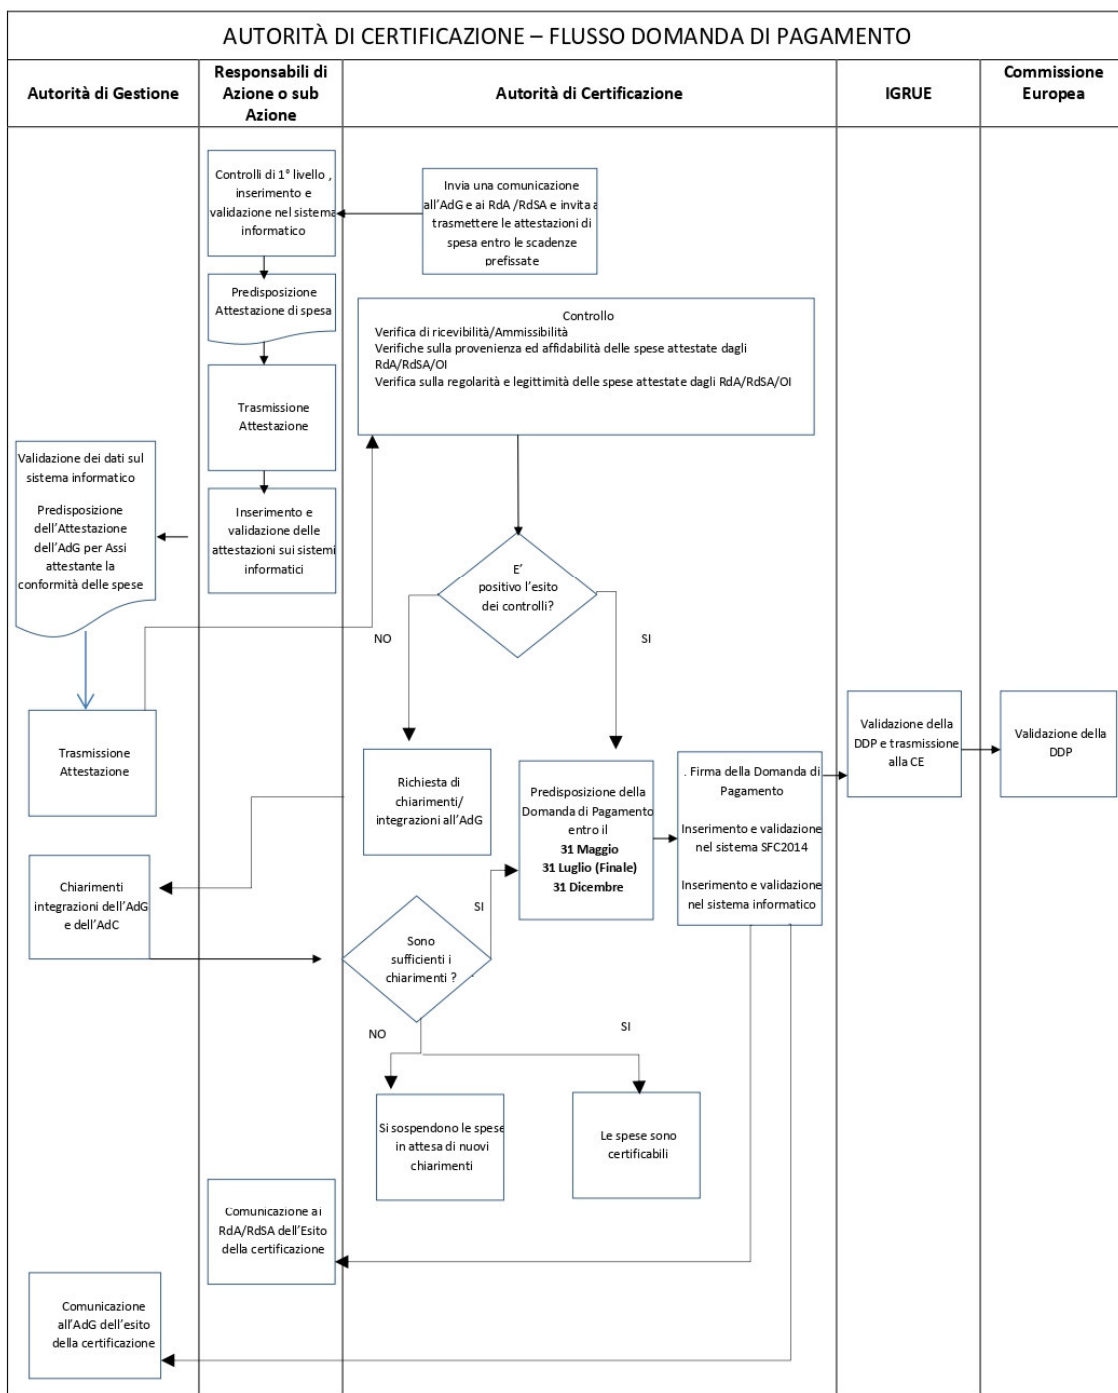 AUTORITÀ DI CERTIFICAZIONE – FLUSSO DOMANDA DI PAGAMENTO
Autorità di Gestione
Responsabili di
Azione o sub
Azione
Autorità di Certificazione
IGRUE
Commissione
Europea
Controlli di 1° livello ,
inserimento e
validazione nel sistema
informatico
Invia una comunicazione
all'AdG e ai RdA /RdSA e invita a
trasmettere le attestazioni di
spesa entro le scadenze
prefissate
Predisposizione
Attestazione di spesa
Controllo
Verifica di ricevibilità/Ammissibilità
Verifiche sulla provenienza ed affidabilità delle spese attestate dagli
RdA/RdSA/OI
Verifica sulla regolarità e legittimità delle spese attestate dagli RdA/RdSA/OI
Trasmissione
Attestazione
Validazione dei dati sul
sistema informatico
Predisposizione
dell'Attestazione
dell'AdG per Assi
attestante la
conformità delle spese
Inserimento e
validazione delle
attestazioni sui sistemi
informatici
E'
positivo l'esito
dei controlli?
NO
SI
Trasmissione
Attestazione
Richiesta di
chiarimenti/
integrazioni all'AdG
Predisposizione della
Domanda di Pagamento
entro il
31 Maggio
31 Luglio (Finale)
31 Dicembre
. Firma della Domanda di
Pagamento
Inserimento e validazione
nel sistema SFC2014
Inserimento e validazione
nel sistema informatico
Validazione della
DDP e trasmissione
alla CE
Validazione della
DDP
Chiarimenti
integrazioni dell'AdG
e dell'AdC
SI
Sono
sufficienti i
chiarimenti ?
NO
SI
Si sospendono le spese
in attesa di nuovi
chiarimenti
Le spese sono
certificabili
Comunicazione ai
RdA/RdSA dell'Esito
della certificazione
Comunicazione
all'AdG dell'esito
della certificazione